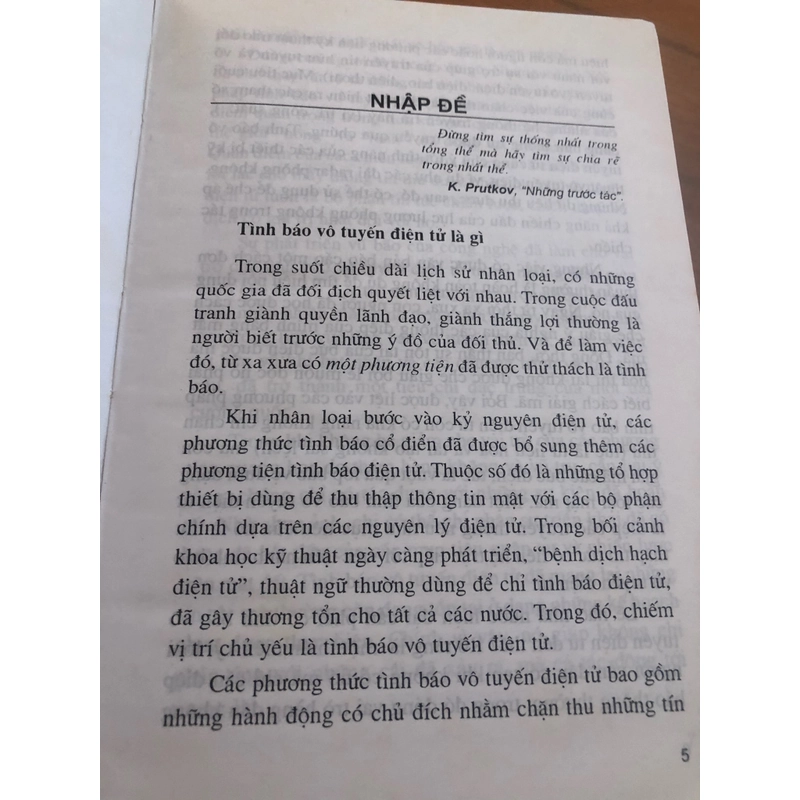 NHẬP ĐỀ
Đừng tìm sự thống nhất trong
tổng thể mà hãy tìm sự chia rẽ
trong nhất thể.
K. Prutkov, "Những trước tác".
Tình báo vô tuyến điện tử là gì
Trong suốt chiều dài lịch sử nhân loại, có những
quốc gia đã đối địch quyết liệt với nhau. Trong cuộc đấu
tranh giành quyền lãnh đạo, giành thắng lợi thường là
người biết trước những ý đồ của đối thủ. Và để làm việc
đó, từ xa xưa có một phương tiện đã được thử thách là tình
báo.
Khi nhân loại bước vào kỷ nguyên điện tử, các
phương thức tình báo cổ điển đã được bổ sung thêm các
phương tiện tình báo điện tử. Thuộc số đó là những tổ hợp
thiết bị dùng để thu thập thông tin mật với các bộ phận
chính dựa trên các nguyên lý điện tử. Trong bối cảnh
khoa học kỹ thuật ngày càng phát triển, “bệnh dịch hạch
điện tử”, thuật ngữ thường dùng để chỉ tình báo điện tử,
đã gây thương tổn cho tất cả các nước. Trong đó, chiếm
vị trí chủ yếu là tình báo vô tuyến điện tử.
Các phương thức tình báo vô tuyến điện tử bao gồm
những hành động có chủ đích nhằm chặn thu những tín
5